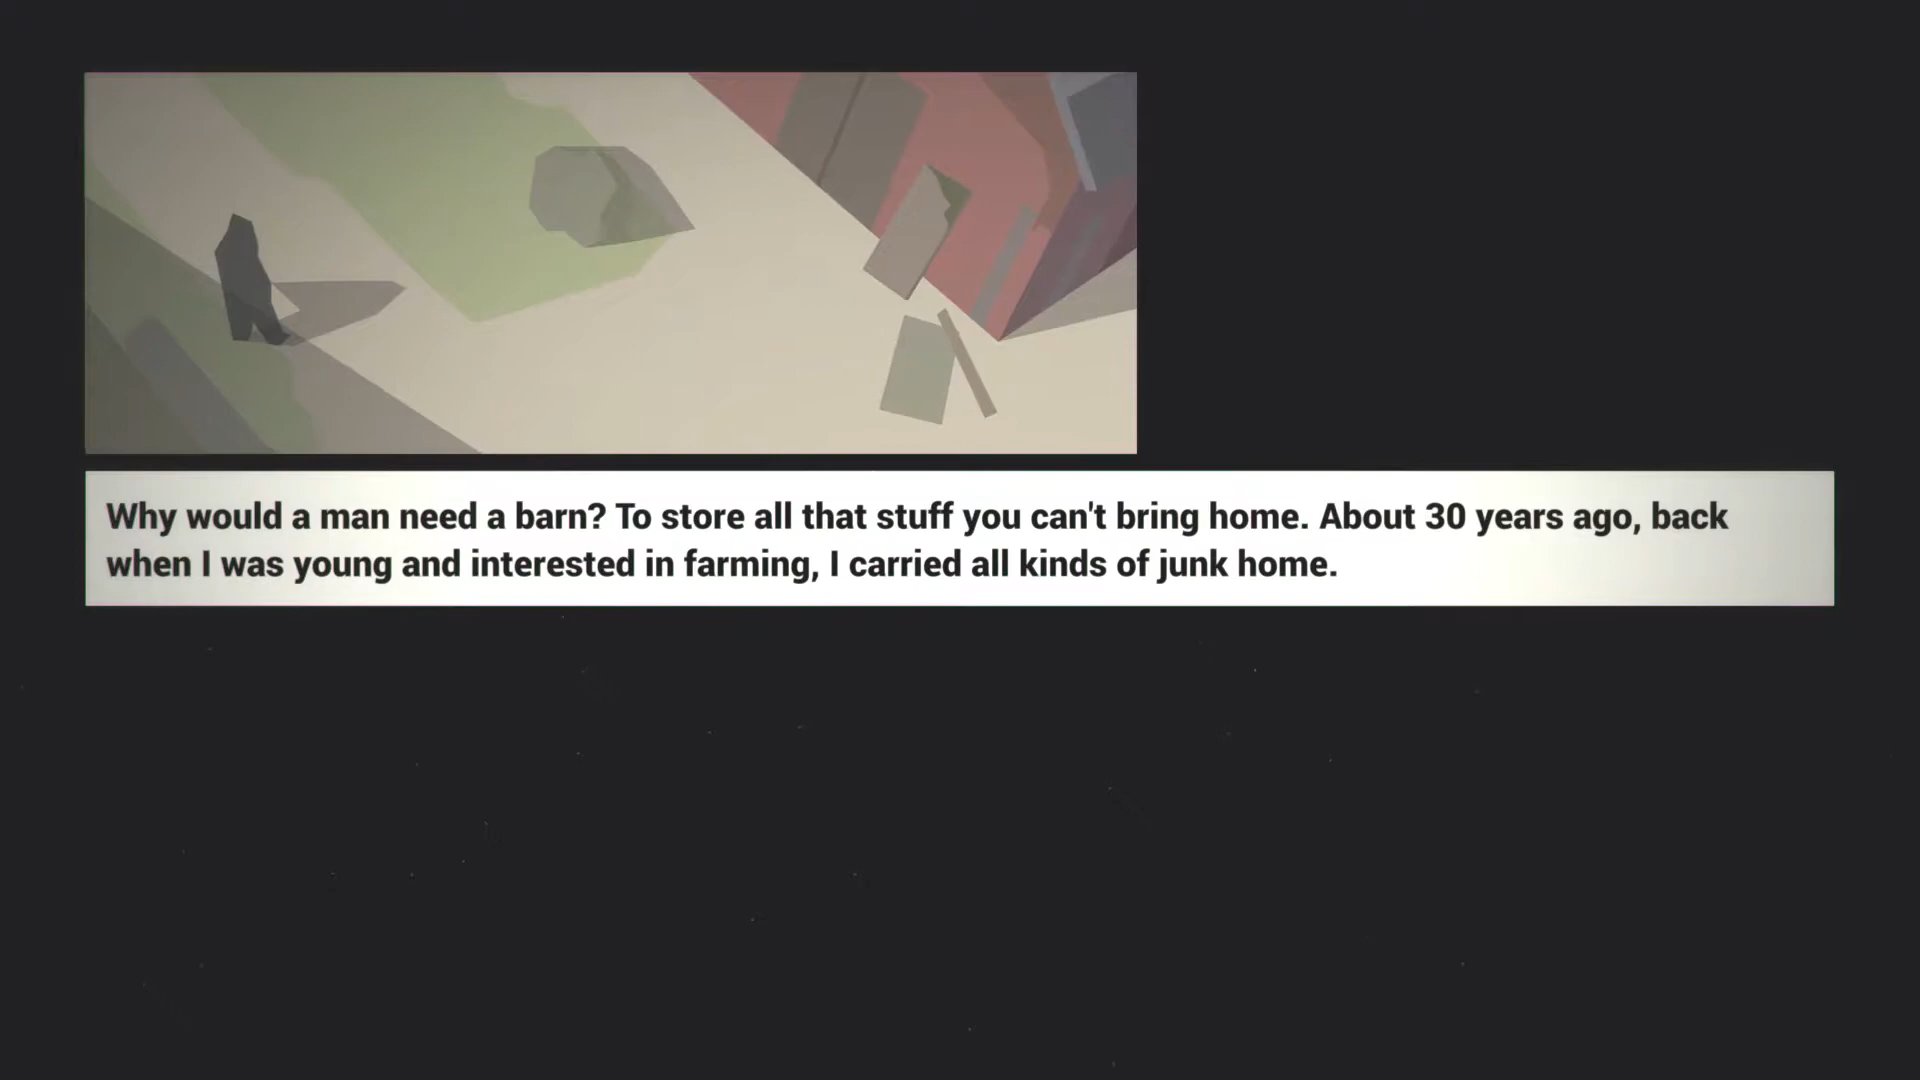 Why would a man need a barn? To store all that stuff you can't bring home. About 30 years ago, back
when I was young and interested in farming, I carried all kinds of junk home.